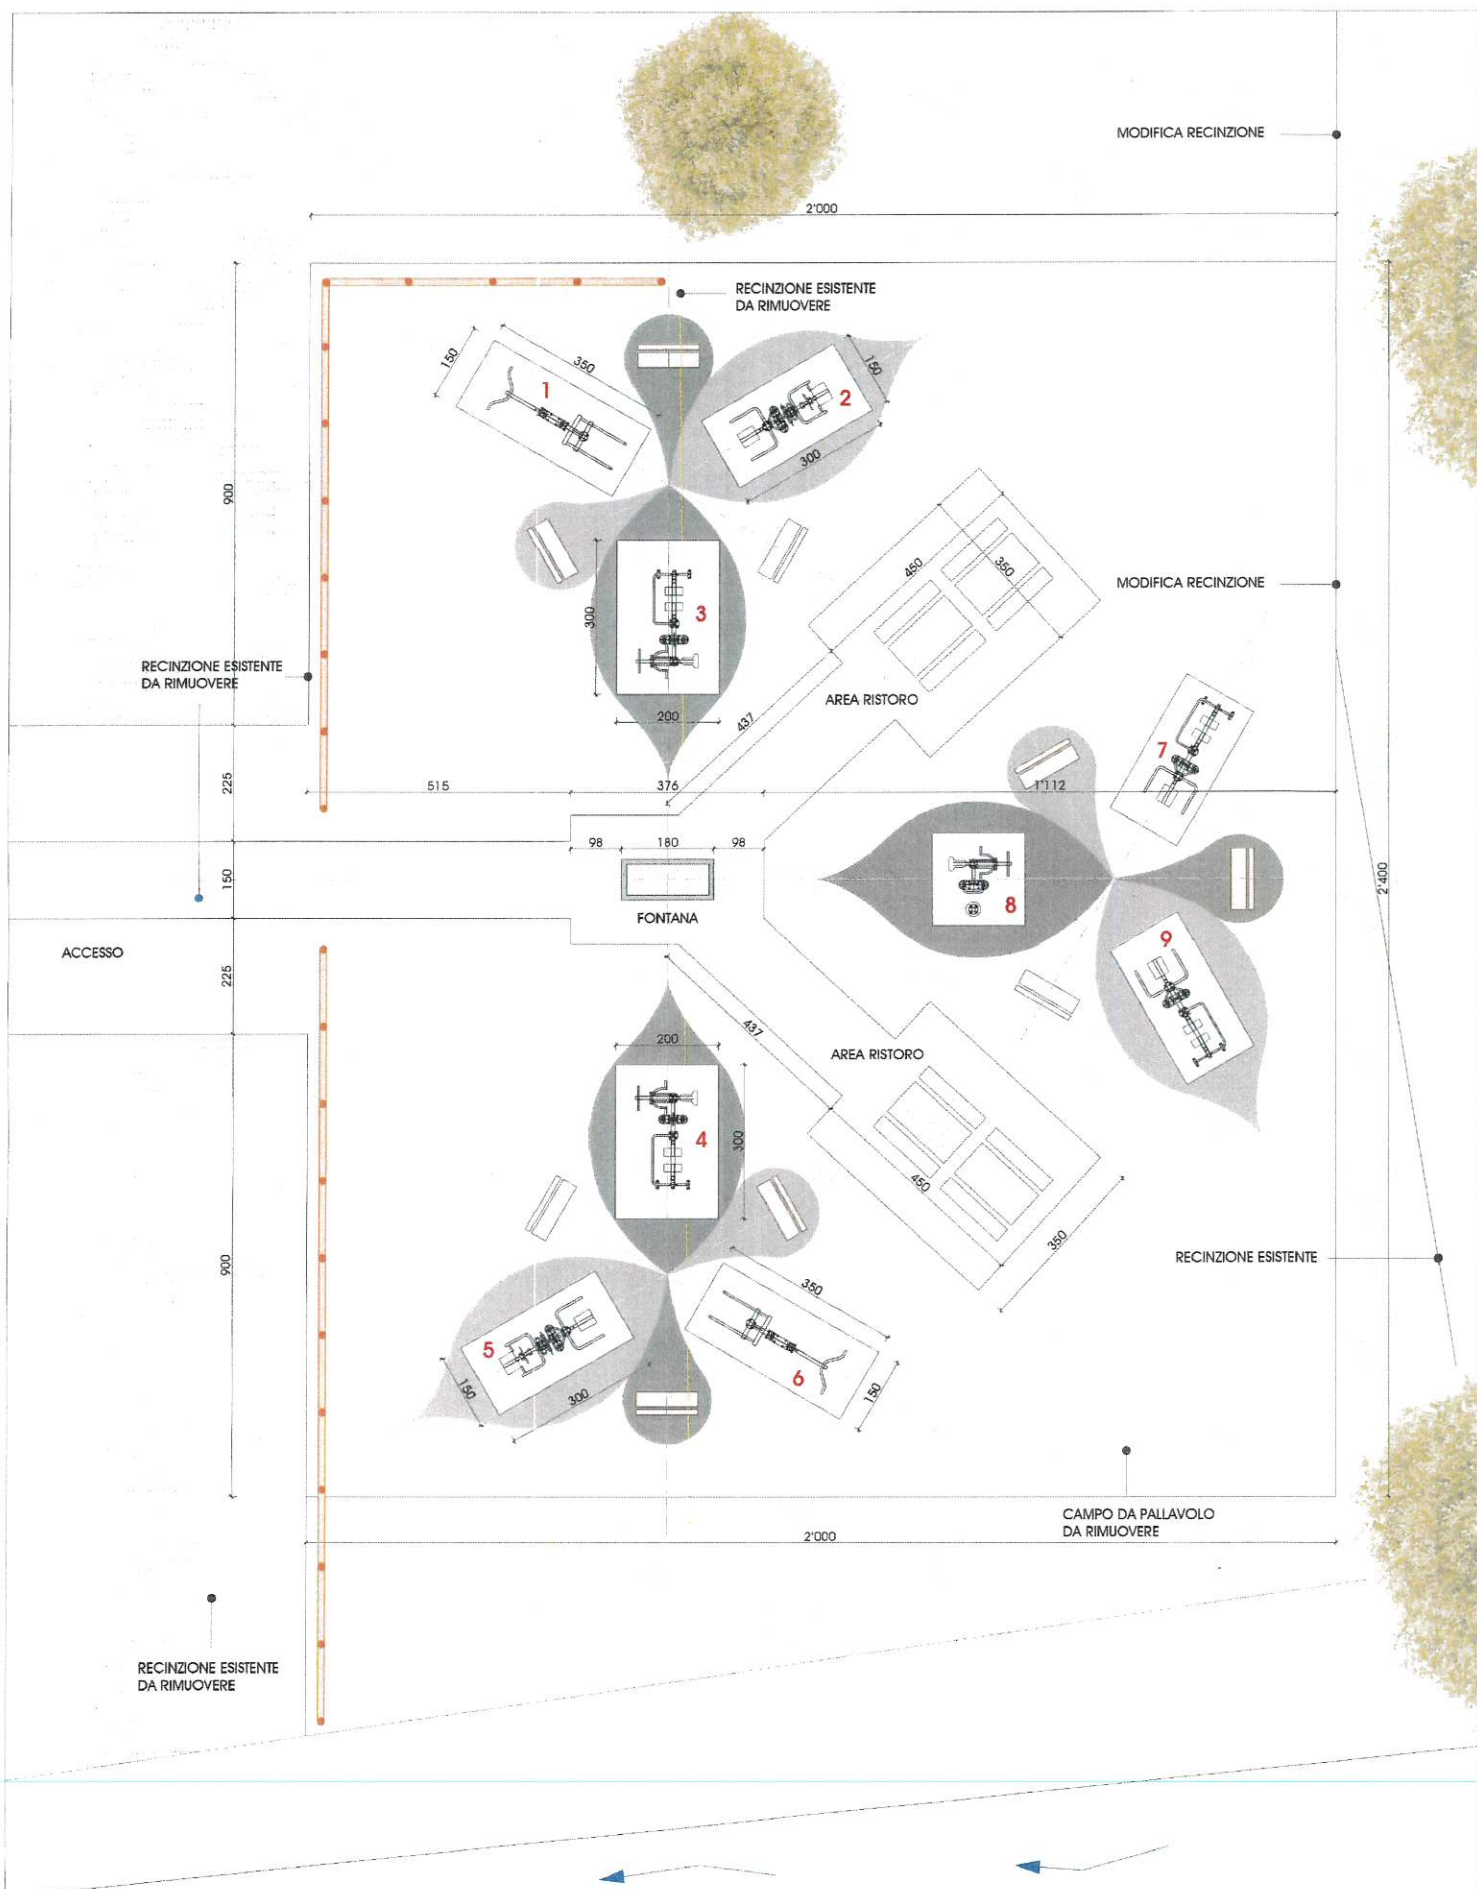 MODIFICA RECINZIONE
2'000
RECINZIONE ESISTENTE
DA RIMUOVERE
150
350
1
2
150
300
900
450
350
MODIFICA RECINZIONE
300
3
RECINZIONE ESISTENTE
DA RIMUOVERE
200
437
AREA RISTORO
7
225
515
376
1'112
98
180
98
150
2'400
8
FONTANA
9
ACCESSO
225
437
200
AREA RISTORO
4
300
450
350
900
RECINZIONE ESISTENTE
350
5
6
150
300
150
CAMPO DA PALLAVOLO
DA RIMUOVERE
2'000
RECINZIONE ESISTENTE
DA RIMUOVERE